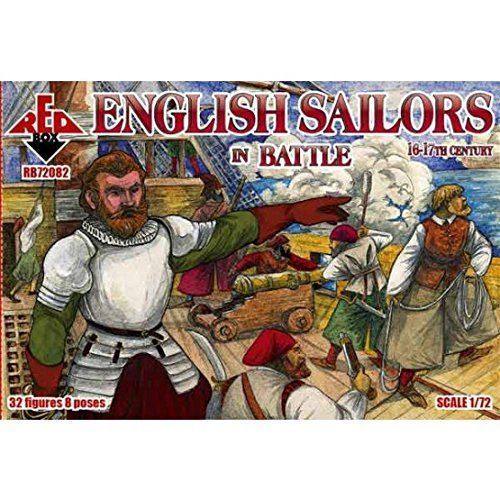 RED
BOX
RB72082
ENGLISH SAILORS
IN BATTLE
16-17TH CENTURY
32 figures 8 poses
SCALE 1/72